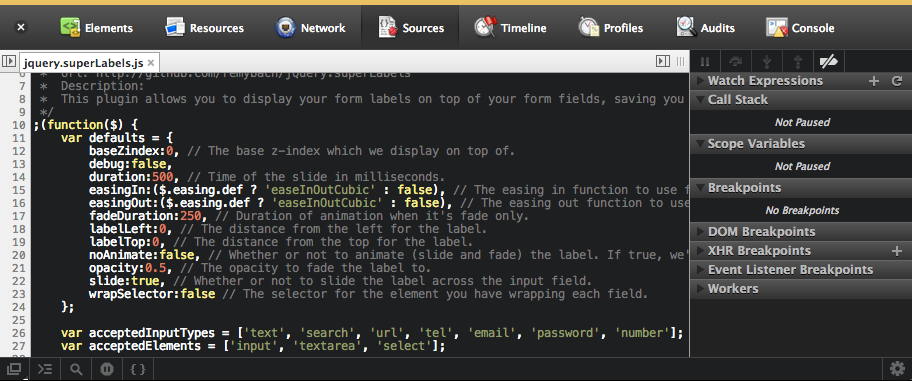 Elements
Resources
Network
Sources
Timeline
Profiles
Audits
Console
jquery.superLabels.js ×
6 * Url: http://github.com/remybach/jQuery.superLabels
7 * Description:
8 * This plugin allows you to display your form labels on top of your form fields, saving you
9 */
10 ;(function($) {
11 var defaults = {
12 baseZindex:0, // The base z-index which we display on top of.
13 debug:false,
14 duration:500, // Time of the slide in milliseconds.
15 easingIn:($.easing.def ? 'easeInOutCubic' : false), // The easing in function to use f
16 easingOut:($.easing.def ? 'easeInOutCubic' : false), // The easing out function to use
17 fadeDuration:250, // Duration of animation when it's fade only.
18 labelLeft:0, // The distance from the left for the label.
19 labelTop:0, // The distance from the top for the label.
20 noAnimate:false, // Whether or not to animate (slide and fade) the label. If true, we'
21 opacity:0.5, // The opacity to fade the label to.
22 slide:true, // Whether or not to slide the label across the input field.
23 wrapSelector:false // The selector for the element you have wrapping each field.
24 };
25
26 var acceptedInputTypes = ['text', 'search', 'url', 'tel', 'email', 'password', 'number'];
27 var acceptedElements = ['input', 'textarea', 'select'];
Watch Expressions
Call Stack
Not Paused
Scope Variables
Not Paused
Breakpoints
No Breakpoints
DOM Breakpoints
XHR Breakpoints
Event Listener Breakpoints
Workers